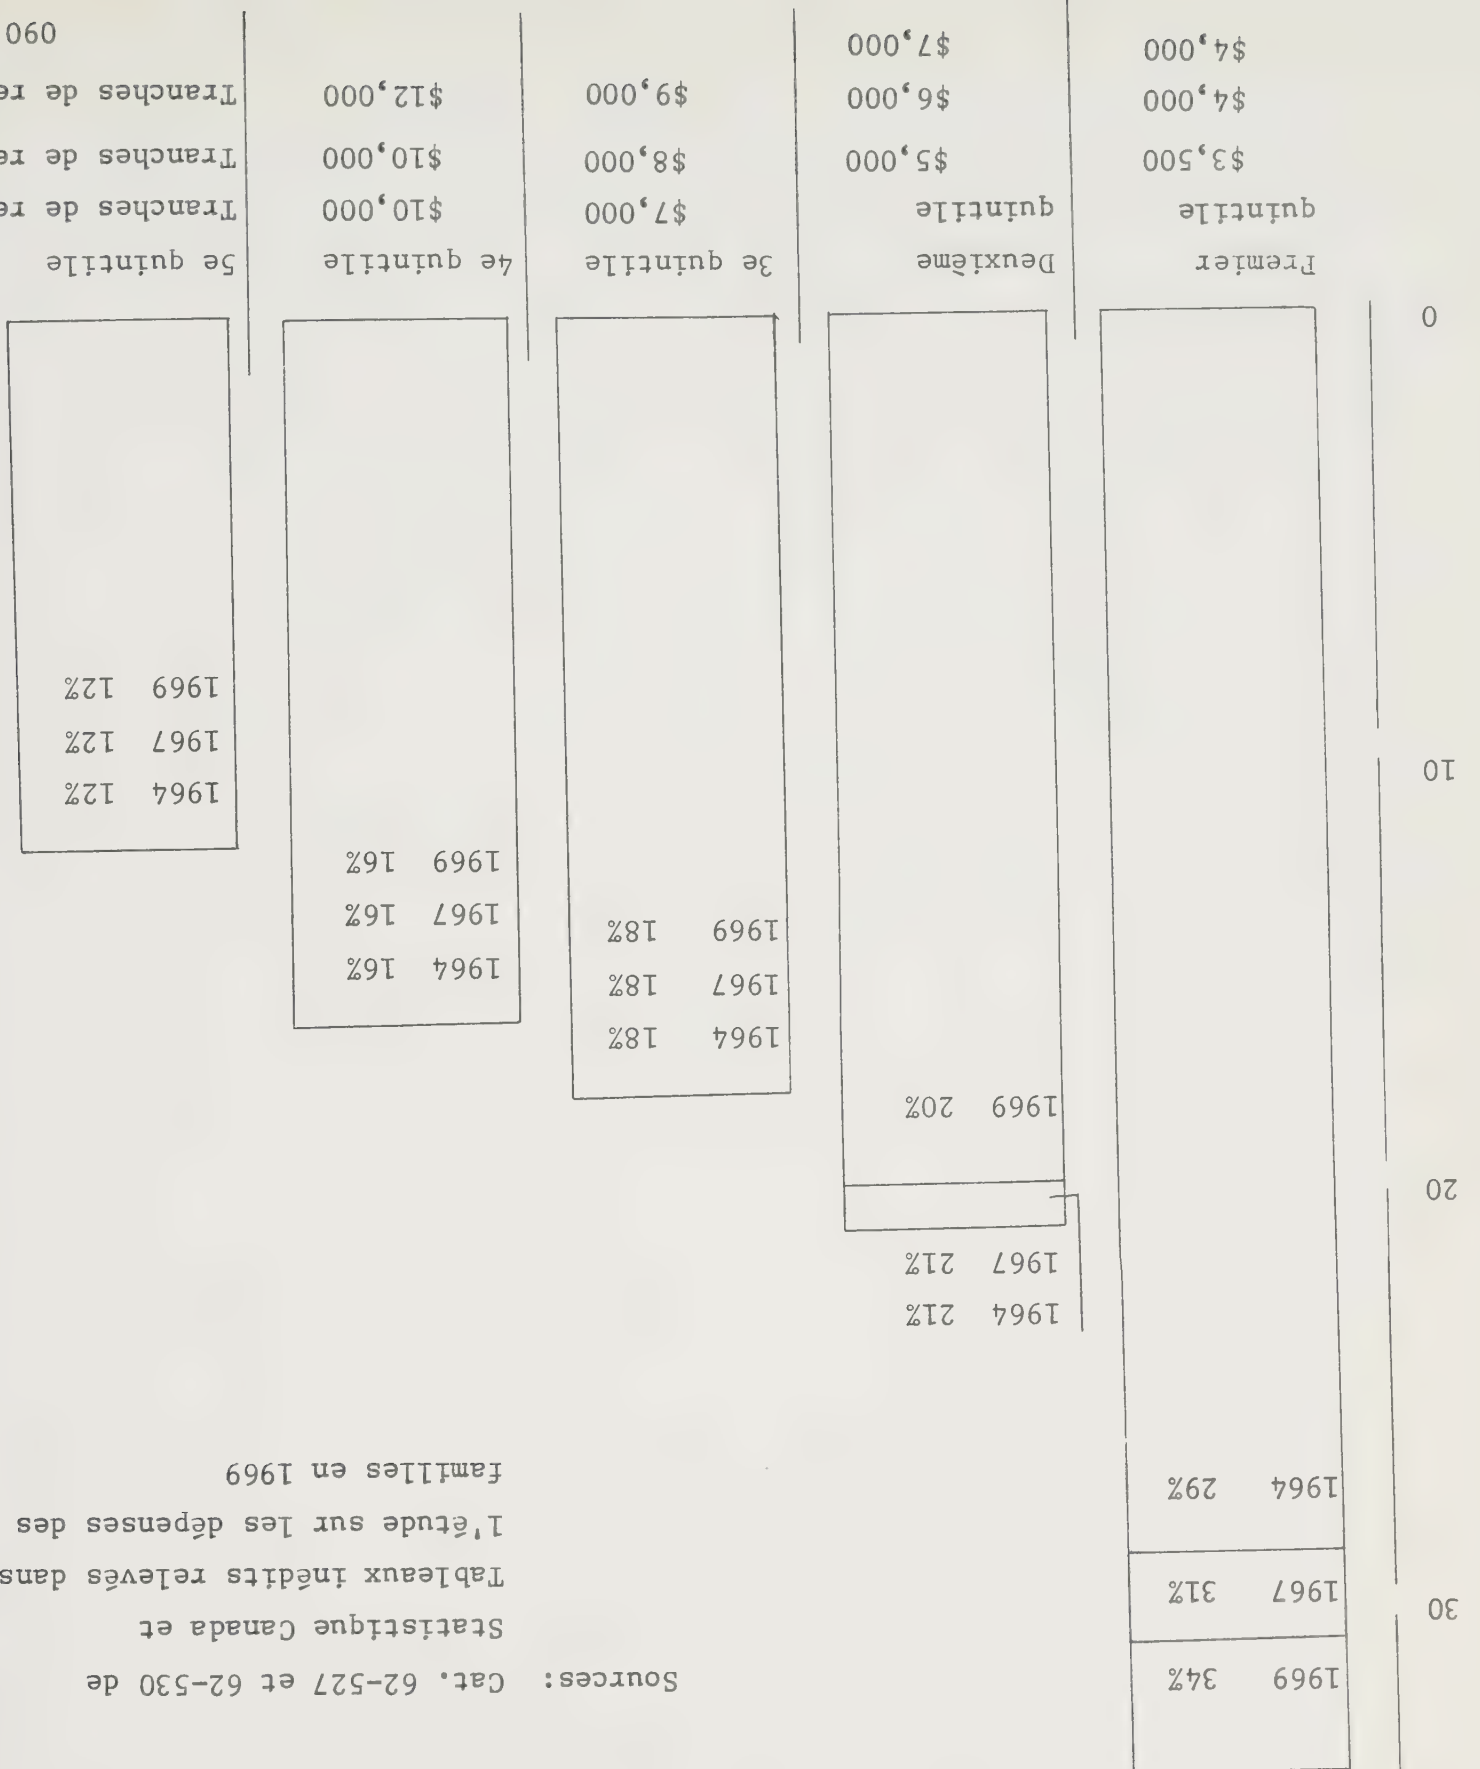 Sources: Cat. 62-527 et 62-530 de
Statistique Canada et
Tableaux inédits relevés dans
l'étude sur les dépenses des
familles en 1969
30
20
10
0
1969 34%
1967 31%
1964 29%
1964 21%
1967 21%
1969 20%
1964 18%
1967 18%
1969 18%
1964 16%
1967 16%
1969 16%
1964 12%
1967 12%
1969 12%
Premier
quintile
$3,500
$4,000
$4,000
Deuxième
quintile
$5,000
$6,000
$7,000
3e quintile
$7,000
$8,000
$9,000
4e quintile
$10,000
$10,000
$12,000
5e quintile
Tranches de re
Tranches de re
Tranches de re
090